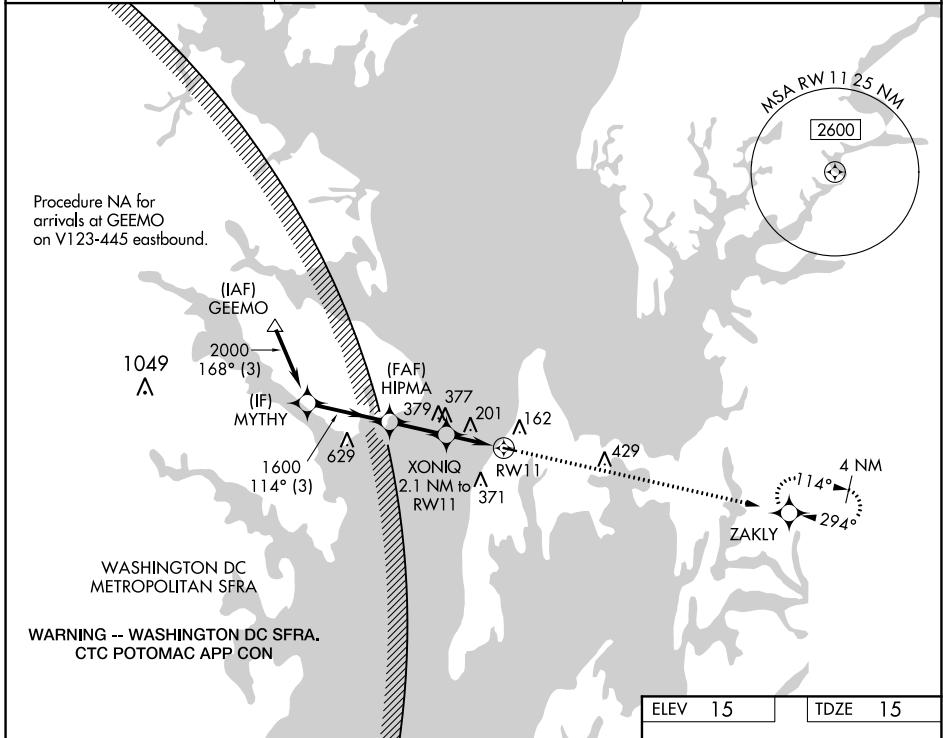 MSA RW 11 25 NM
2600
Procedure NA for
arrivals at GEEMO
on V123-445 eastbound.
(IAF)
GEEMO
2000
168° (3)
1049
(IF)
MYTHY
(FAF)
HIPMA
379
377
201
162
629
1600
114° (3)
XONIQ
2.1 NM to
RW11
371
RW11
429
4 NM
114°
294°
ZAKLY
WASHINGTON DC
METROPOLITAN SFRA
WARNING -- WASHINGTON DC SFRA.
CTC POTOMAC APP CON
ELEV 15
TDZE 15